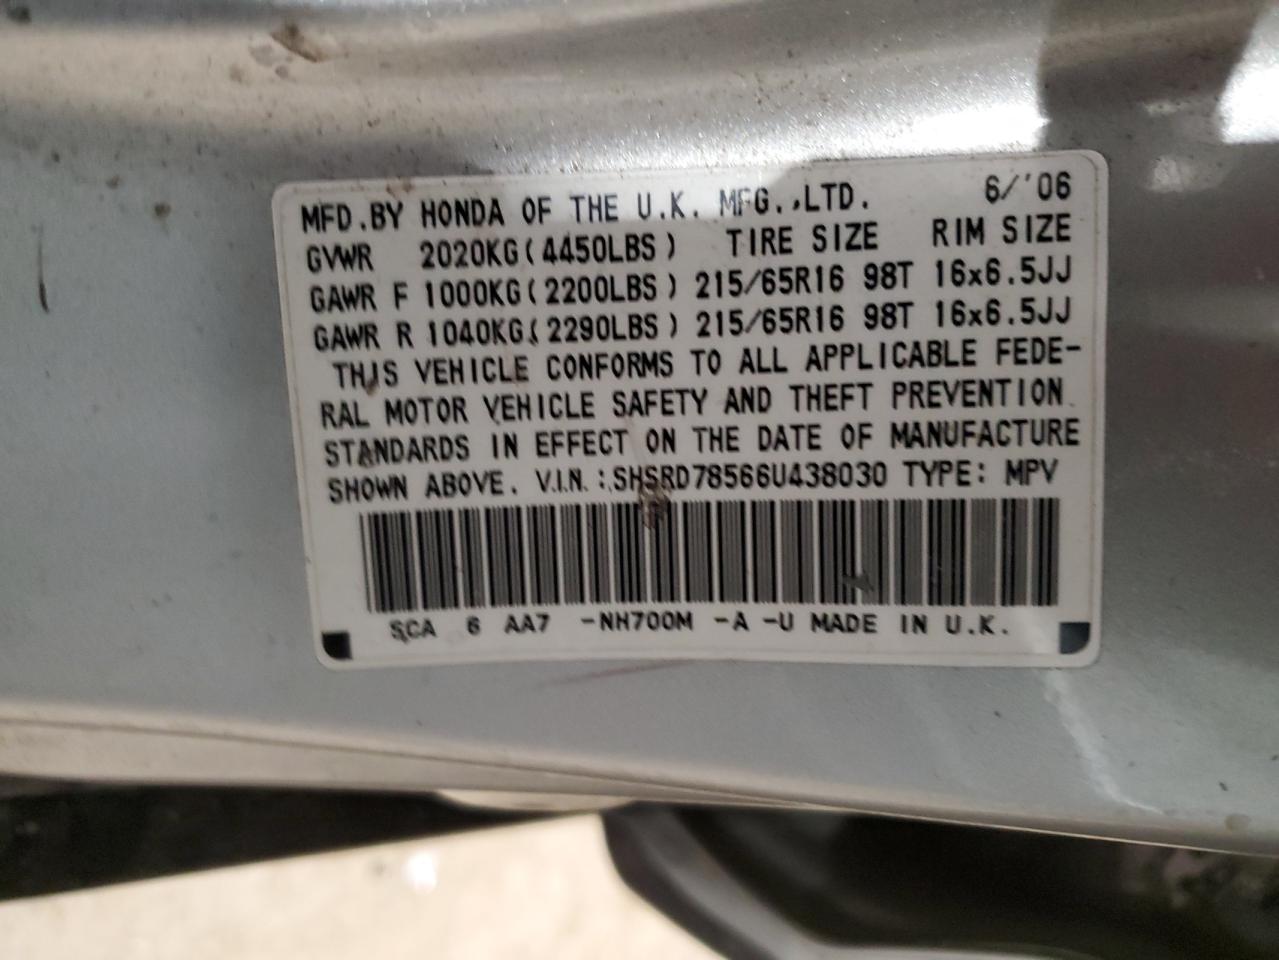 MFD.BY HONDA OF THE U.K. MFG.,LTD. 6/'06
GVWR 2020KG(4450LBS) TIRE SIZE RIM SIZE
GAWR F 1000KG(2200LBS) 215/65R16 98T 16x6.5JJ
GAWR R 1040KG(2290LBS) 215/65R16 98T 16x6.5JJ
THIS VEHICLE CONFORMS TO ALL APPLICABLE FEDE-
RAL MOTOR VEHICLE SAFETY AND THEFT PREVENTION
STANDARDS IN EFFECT ON THE DATE OF MANUFACTURE
SHOWN ABOVE. V.I.N.:SHSRD78566U438030 TYPE: MPV
SCA 6 AA7 -NH700M -A -U MADE IN U.K.